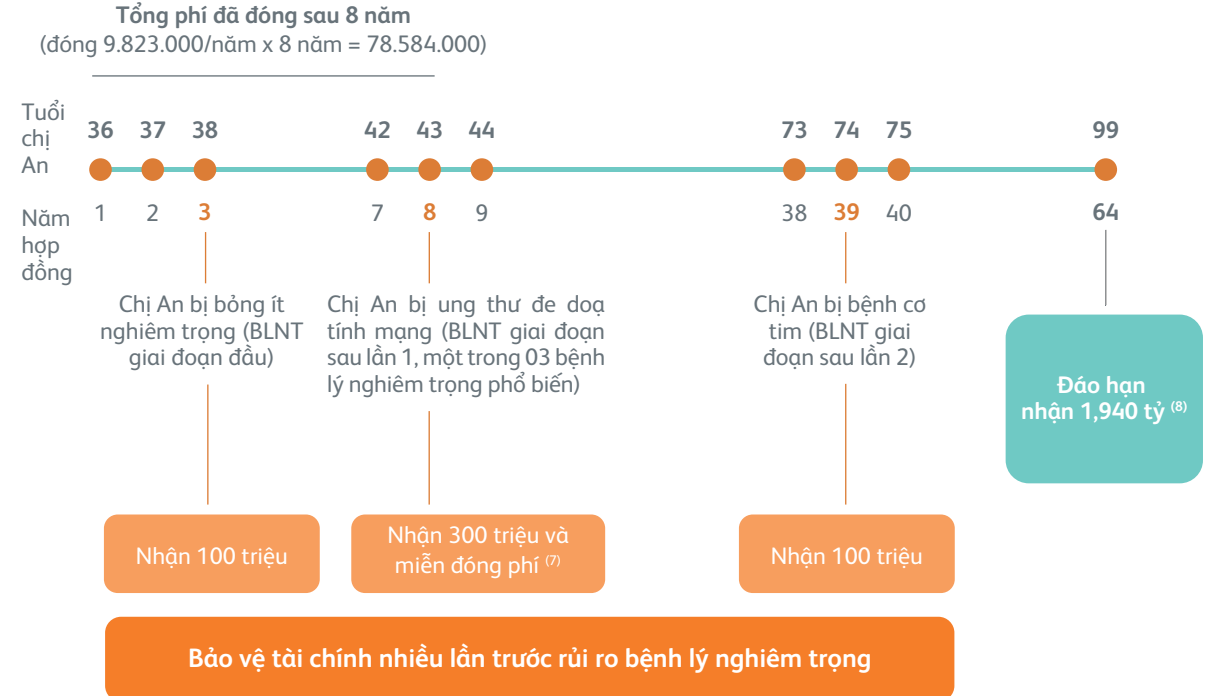 Tổng phí đã đóng sau 8 năm
(đóng 9.823.000/năm x 8 năm = 78.584.000)
Tuổi
chị
An
36 37 38 42 43 44 73 74 75 99
Năm
hợp
đồng
1 2 3 7 8 9 38 39 40 64
Chị An bị bỏng ít
nghiêm trọng (BLNT
giai đoạn đầu)
Chị An bị ung thư đe doạ
tính mạng (BLNT giai đoạn
sau lần 1, một trong 03 bệnh
lý nghiêm trọng phổ biến)
Chị An bị bệnh cơ
tim (BLNT giai
đoạn sau lần 2)
Đáo hạn
nhận 1,940 tỷ (8)
Nhận 100 triệu
Nhận 300 triệu và
miễn đóng phí (7)
Nhận 100 triệu
Bảo vệ tài chính nhiều lần trước rủi ro bệnh lý nghiêm trọng